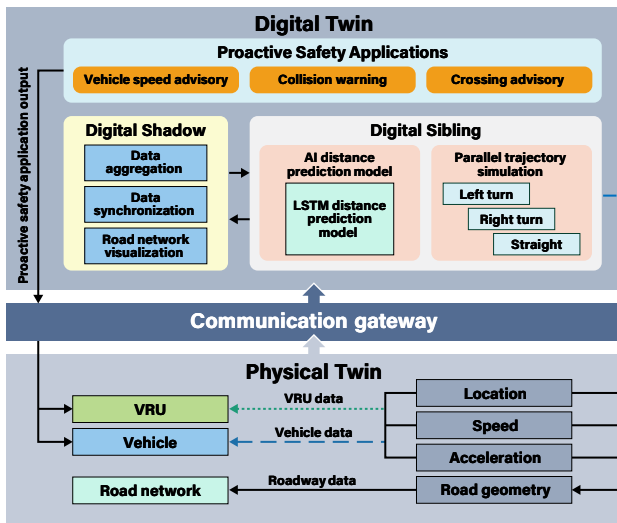 Digital Twin
Proactive Safety Applications
Vehicle speed advisory
Collision warning
Crossing advisory
Proactive safety application output
Digital Shadow
Data
aggregation
Data
synchronization
Road network
visualization
Digital Sibling
AI distance
prediction model
LSTM distance
prediction
model
Parallel trajectory
simulation
Left turn
Right turn
Straight
Communication gateway
Physical Twin
VRU
VRU data
Location
Vehicle
Vehicle data
Speed
Acceleration
Road network
Roadway data
Road geometry